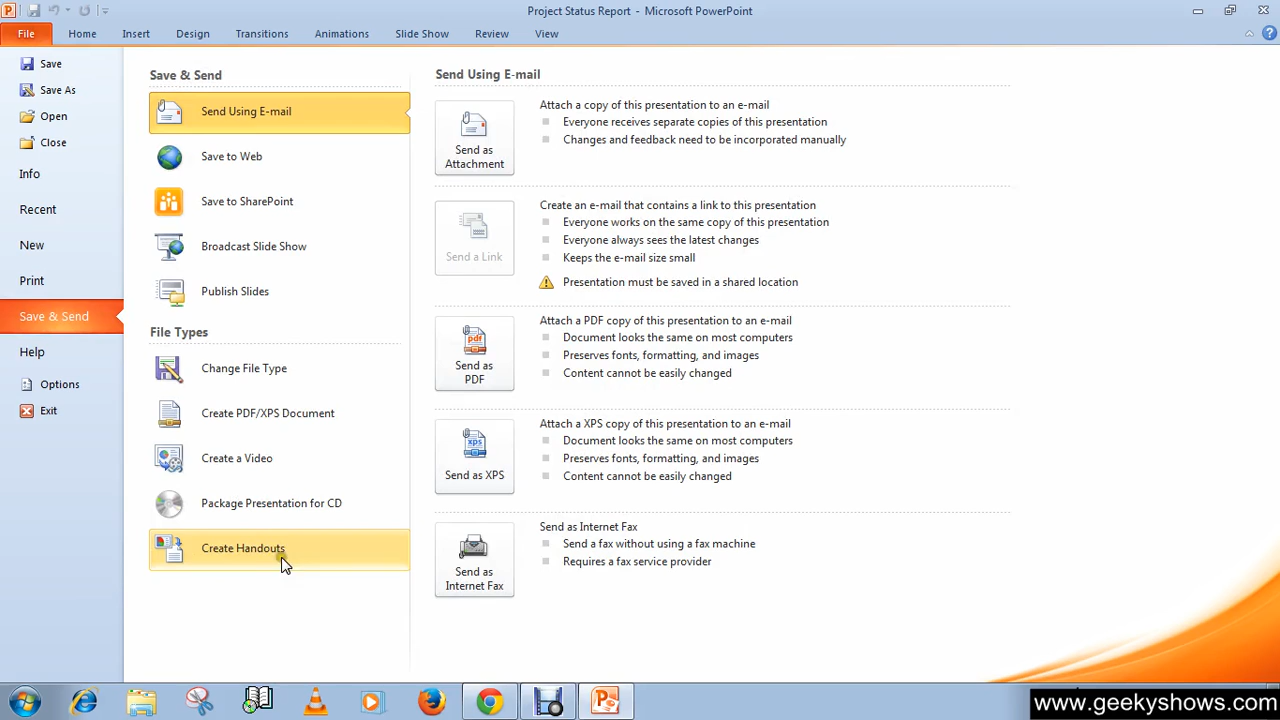 Project Status Report - Microsoft PowerPoint
File Home Insert Design Transitions Animations Slide Show Review View
Save
Save As
Open
Close
Info
Recent
New
Print
Save & Send
Help
Options
Exit
Save & Send
Send Using E-mail
Save to Web
Save to SharePoint
Broadcast Slide Show
Publish Slides
File Types
Change File Type
Create PDF/XPS Document
Create a Video
Package Presentation for CD
Create Handouts
Send Using E-mail
Send as
Attachment
Attach a copy of this presentation to an e-mail
Everyone receives separate copies of this presentation
Changes and feedback need to be incorporated manually
Send a Link
Create an e-mail that contains a link to this presentation
Everyone works on the same copy of this presentation
Everyone always sees the latest changes
Keeps the e-mail size small
Presentation must be saved in a shared location
pdf
Send as
PDF
Attach a PDF copy of this presentation to an e-mail
Document looks the same on most computers
Preserves fonts, formatting, and images
Content cannot be easily changed
xps
Send as XPS
Attach a XPS copy of this presentation to an e-mail
Document looks the same on most computers
Preserves fonts, formatting, and images
Content cannot be easily changed
Send as
Internet Fax
Send as Internet Fax
Send a fax without using a fax machine
Requires a fax service provider
www.geekyshows.com